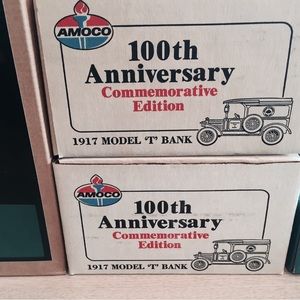 AMOCO
100th
Anniversary
Commemorative
Edition
1917 MODEL 'T' BANK
AMOCO
100th
Anniversary
Commemorative
Edition
1917 MODEL 'T' BANK